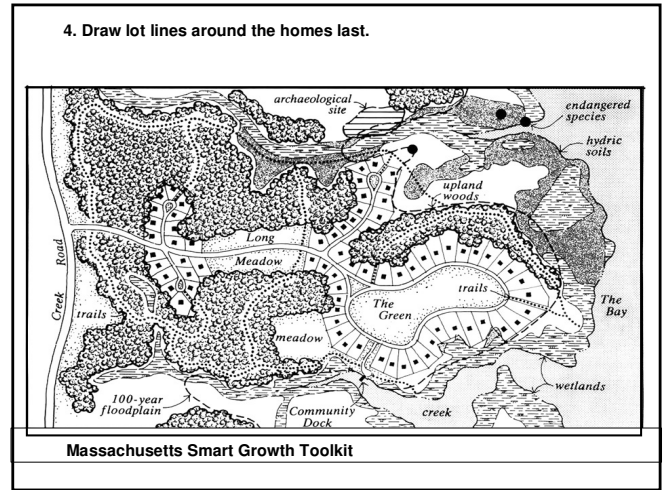 4. Draw lot lines around the homes last.
archaeological
site
endangered
species
hydric
soils
upland
woods
Long
Meadow
Creek Road
The
Green
trails
The
Bay
trails
meadow
wetlands
100-year
floodplain
Community
Dock
creek
Massachusetts Smart Growth Toolkit